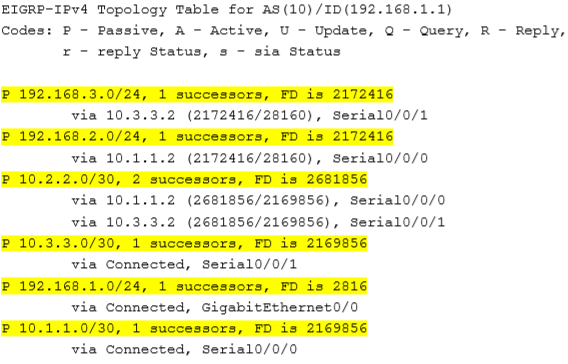 EIGRP-IPv4 Topology Table for AS(10)/ID(192.168.1.1)
Codes: P - Passive, A - Active, U - Update, Q - Query, R - Reply,
r - reply Status, s - sia Status
P 192.168.3.0/24, 1 successors, FD is 2172416
via 10.3.3.2 (2172416/28160), Serial0/0/1
P 192.168.2.0/24, 1 successors, FD is 2172416
via 10.1.1.2 (2172416/28160), Serial0/0/0
P 10.2.2.0/30, 2 successors, FD is 2681856
via 10.1.1.2 (2681856/2169856), Serial0/0/0
via 10.3.3.2 (2681856/2169856), Serial0/0/1
P 10.3.3.0/30, 1 successors, FD is 2169856
via Connected, Serial0/0/1
P 192.168.1.0/24, 1 successors, FD is 2816
via Connected, GigabitEthernet0/0
P 10.1.1.0/30, 1 successors, FD is 2169856
via Connected, Serial0/0/0